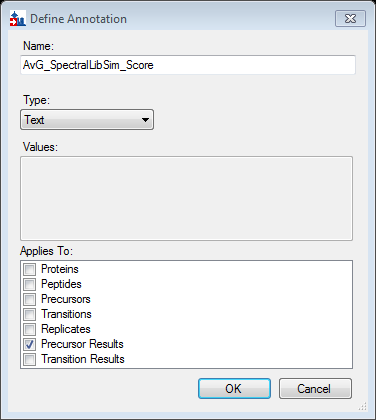 Define Annotation
Name:
AvG_SpectralLibSim_Score
Type:
Text
Values:
Applies To:
Proteins
Peptides
Precursors
Transitions
Replicates
Precursor Results
Transition Results
OK Cancel